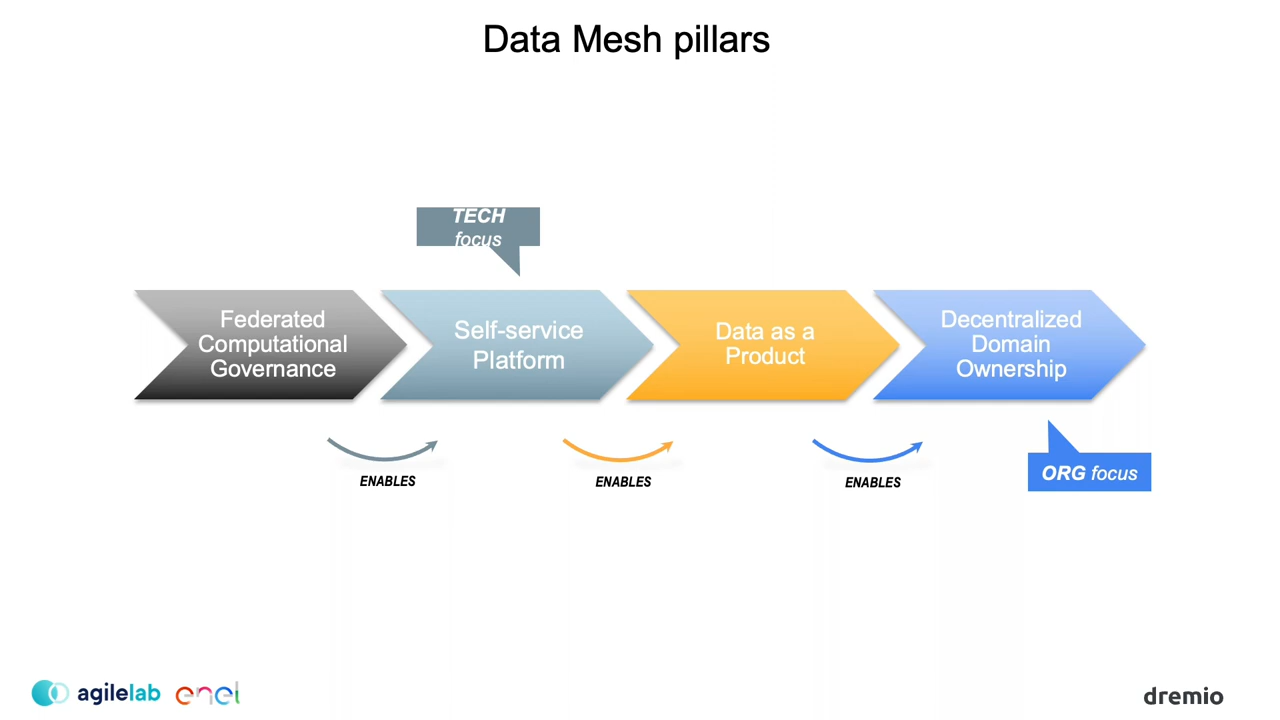 Data Mesh pillars
TECH
focus
Federated
Computational
Governance
Self-service
Platform
Data as a
Product
Decentralized
Domain
Ownership
ENABLES
ENABLES
ENABLES
ORG focus
agilelab
enel
dremio